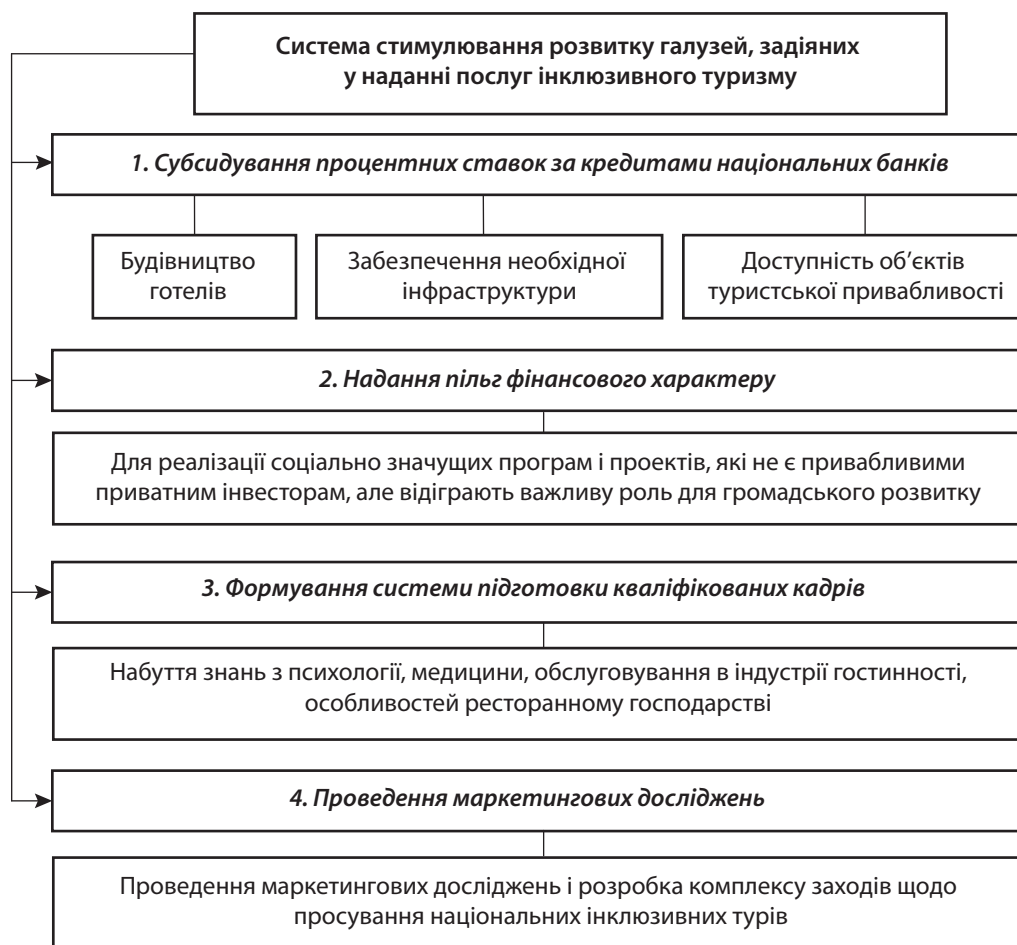 Система стимулювання розвитку галузей, задіяних
у наданні послуг інклюзивного туризму
1. Субсидування процентних ставок за кредитами національних банків
Будівництво
готелів
Забезпечення необхідної
інфраструктури
Доступність об’єктів
туристської привабливості
2. Надання пільг фінансового характеру
Для реалізації соціально значущих програм і проектів, які не є привабливими
приватним інвесторам, але відіграють важливу роль для громадського розвитку
3. Формування системи підготовки кваліфікованих кадрів
Набуття знань з психології, медицини, обслуговування в індустрії гостинності,
особливостей ресторанному господарстві
4. Проведення маркетингових досліджень
Проведення маркетингових досліджень і розробка комплексу заходів щодо
просування національних інклюзивних турів